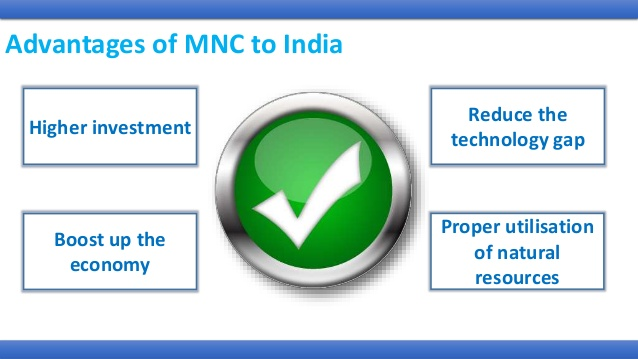 Advantages of MNC to India
Higher investment
Reduce the
technology gap
Boost up the
economy
Proper utilisation
of natural
resources